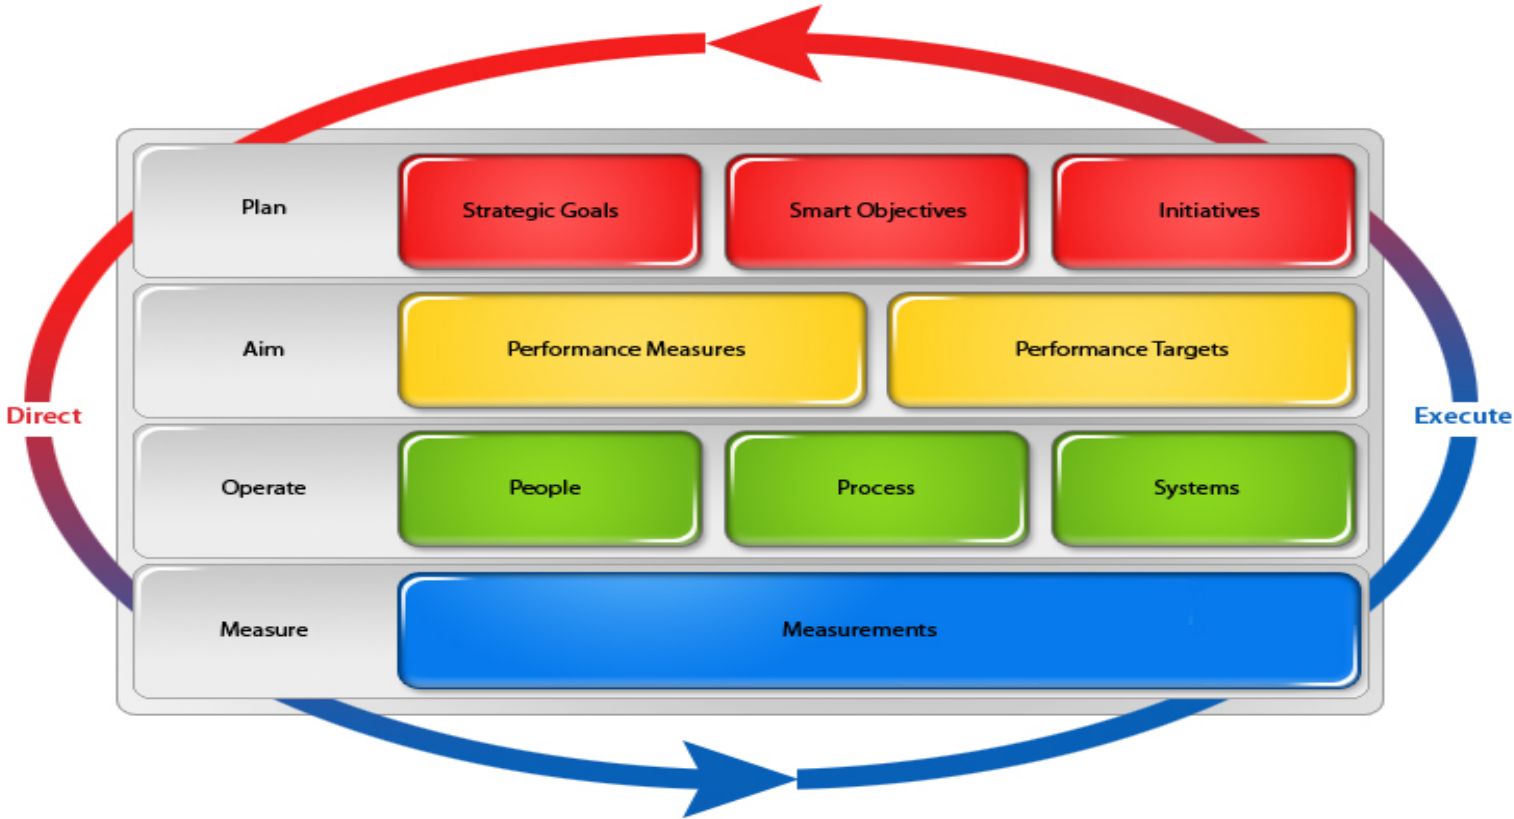 Plan
Strategic Goals
Smart Objectives
Initiatives
Aim
Performance Measures
Performance Targets
Direct
Execute
Operate
People
Process
Systems
Measure
Measurements